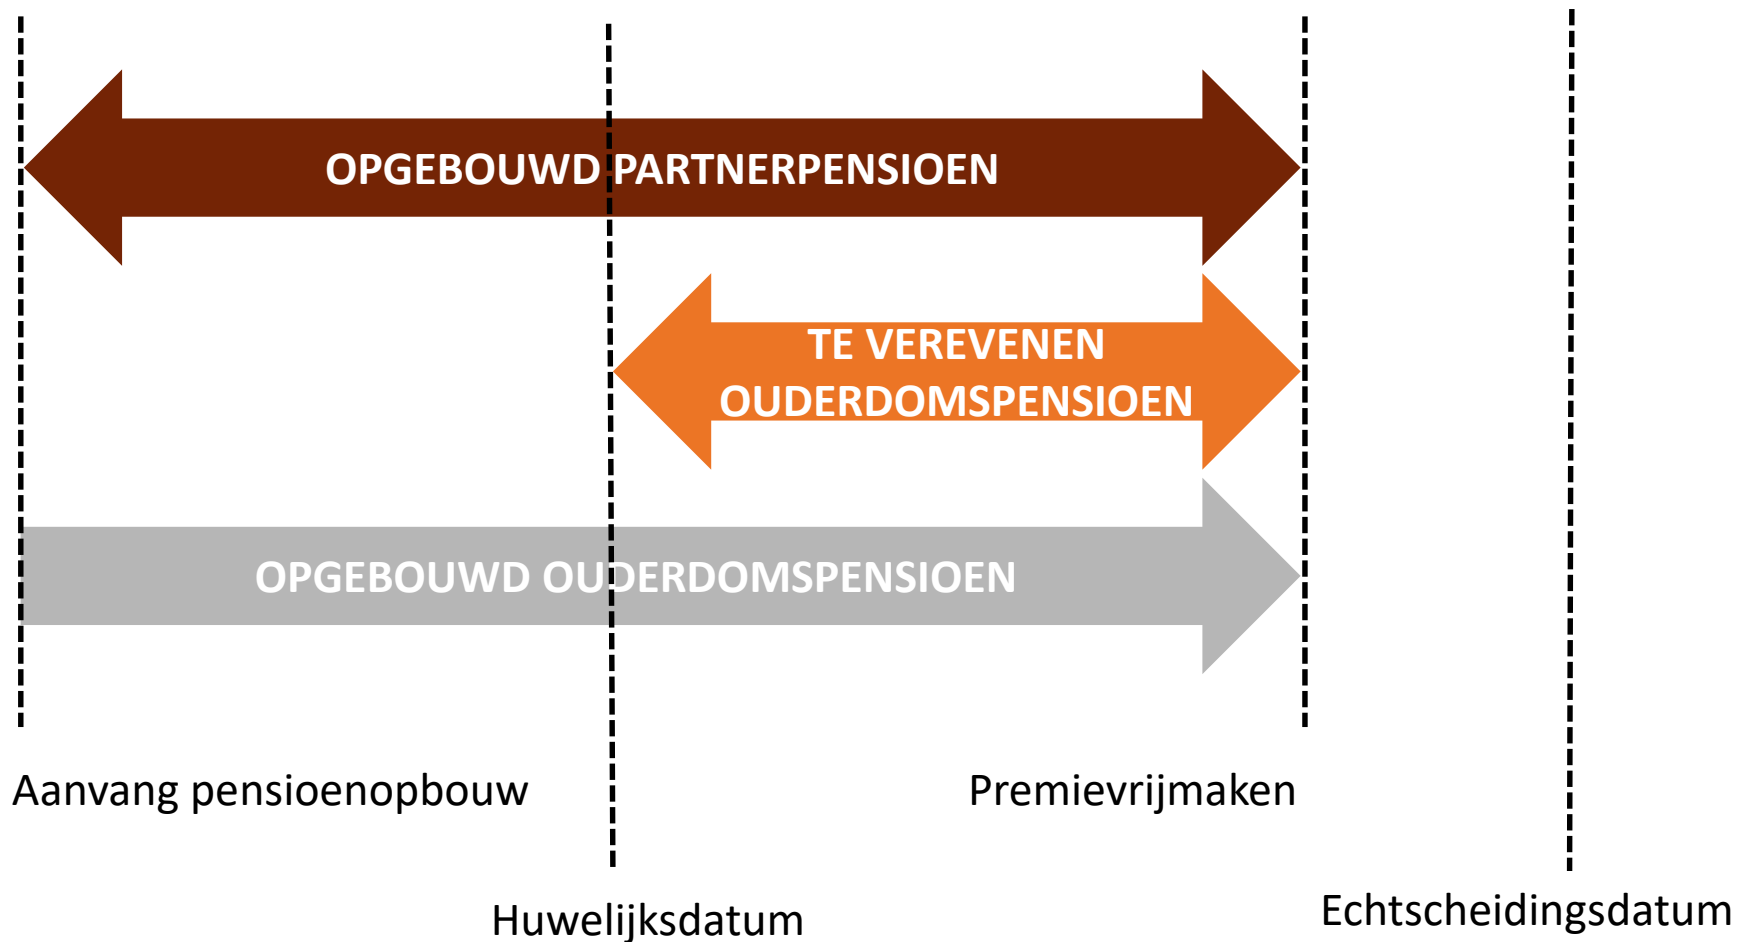 OPGEBOUWD PARTNERPENSIOEN
TE VEREVENEN
OUDERDOMSPENSIOEN
OPGEBOUWD OUDERDOMSPENSIOEN
Aanvang pensioenopbouw
Premievrijmaken
Huwelijksdatum
Echtscheidingsdatum